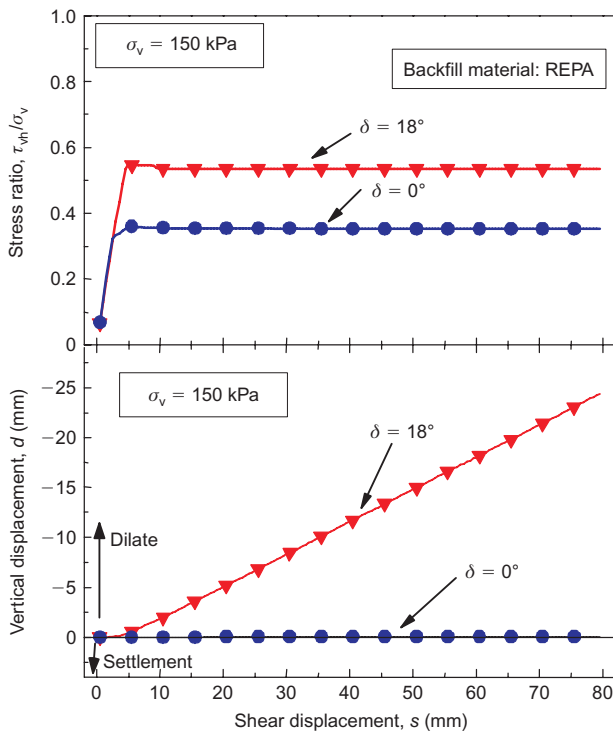 1.0
σv = 150 kPa
Backfill material: REPA
0.8
0.6
0.4
0.2
0
Stress ratio, τvh/σv
δ = 18°
δ = 0°
σv = 150 kPa
−25
−20
−15
−10
−5
0
Vertical displacement, d (mm)
δ = 18°
Dilate
δ = 0°
Settlement
0 10 20 30 40 50 60 70 80
Shear displacement, s (mm)